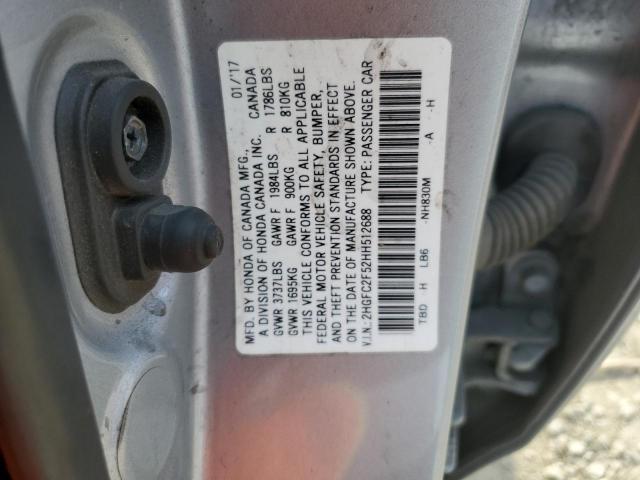 MFD. BY HONDA OF CANADA MFG., 01/17
A DIVISION OF HONDA CANADA INC. CANADA
GVWR 3737LBS GAWR F 1984LBS R 1786LBS
GVWR 1695KG GAWR F 900KG R 810KG
THIS VEHICLE CONFORMS TO ALL APPLICABLE
FEDERAL MOTOR VEHICLE SAFETY, BUMPER,
AND THEFT PREVENTION STANDARDS IN EFFECT
ON THE DATE OF MANUFACTURE SHOWN ABOVE.
V.I.N.: 2HGFC2F52HH512688 TYPE: PASSENGER CAR
TBD H LB6 -NH830M -A -H